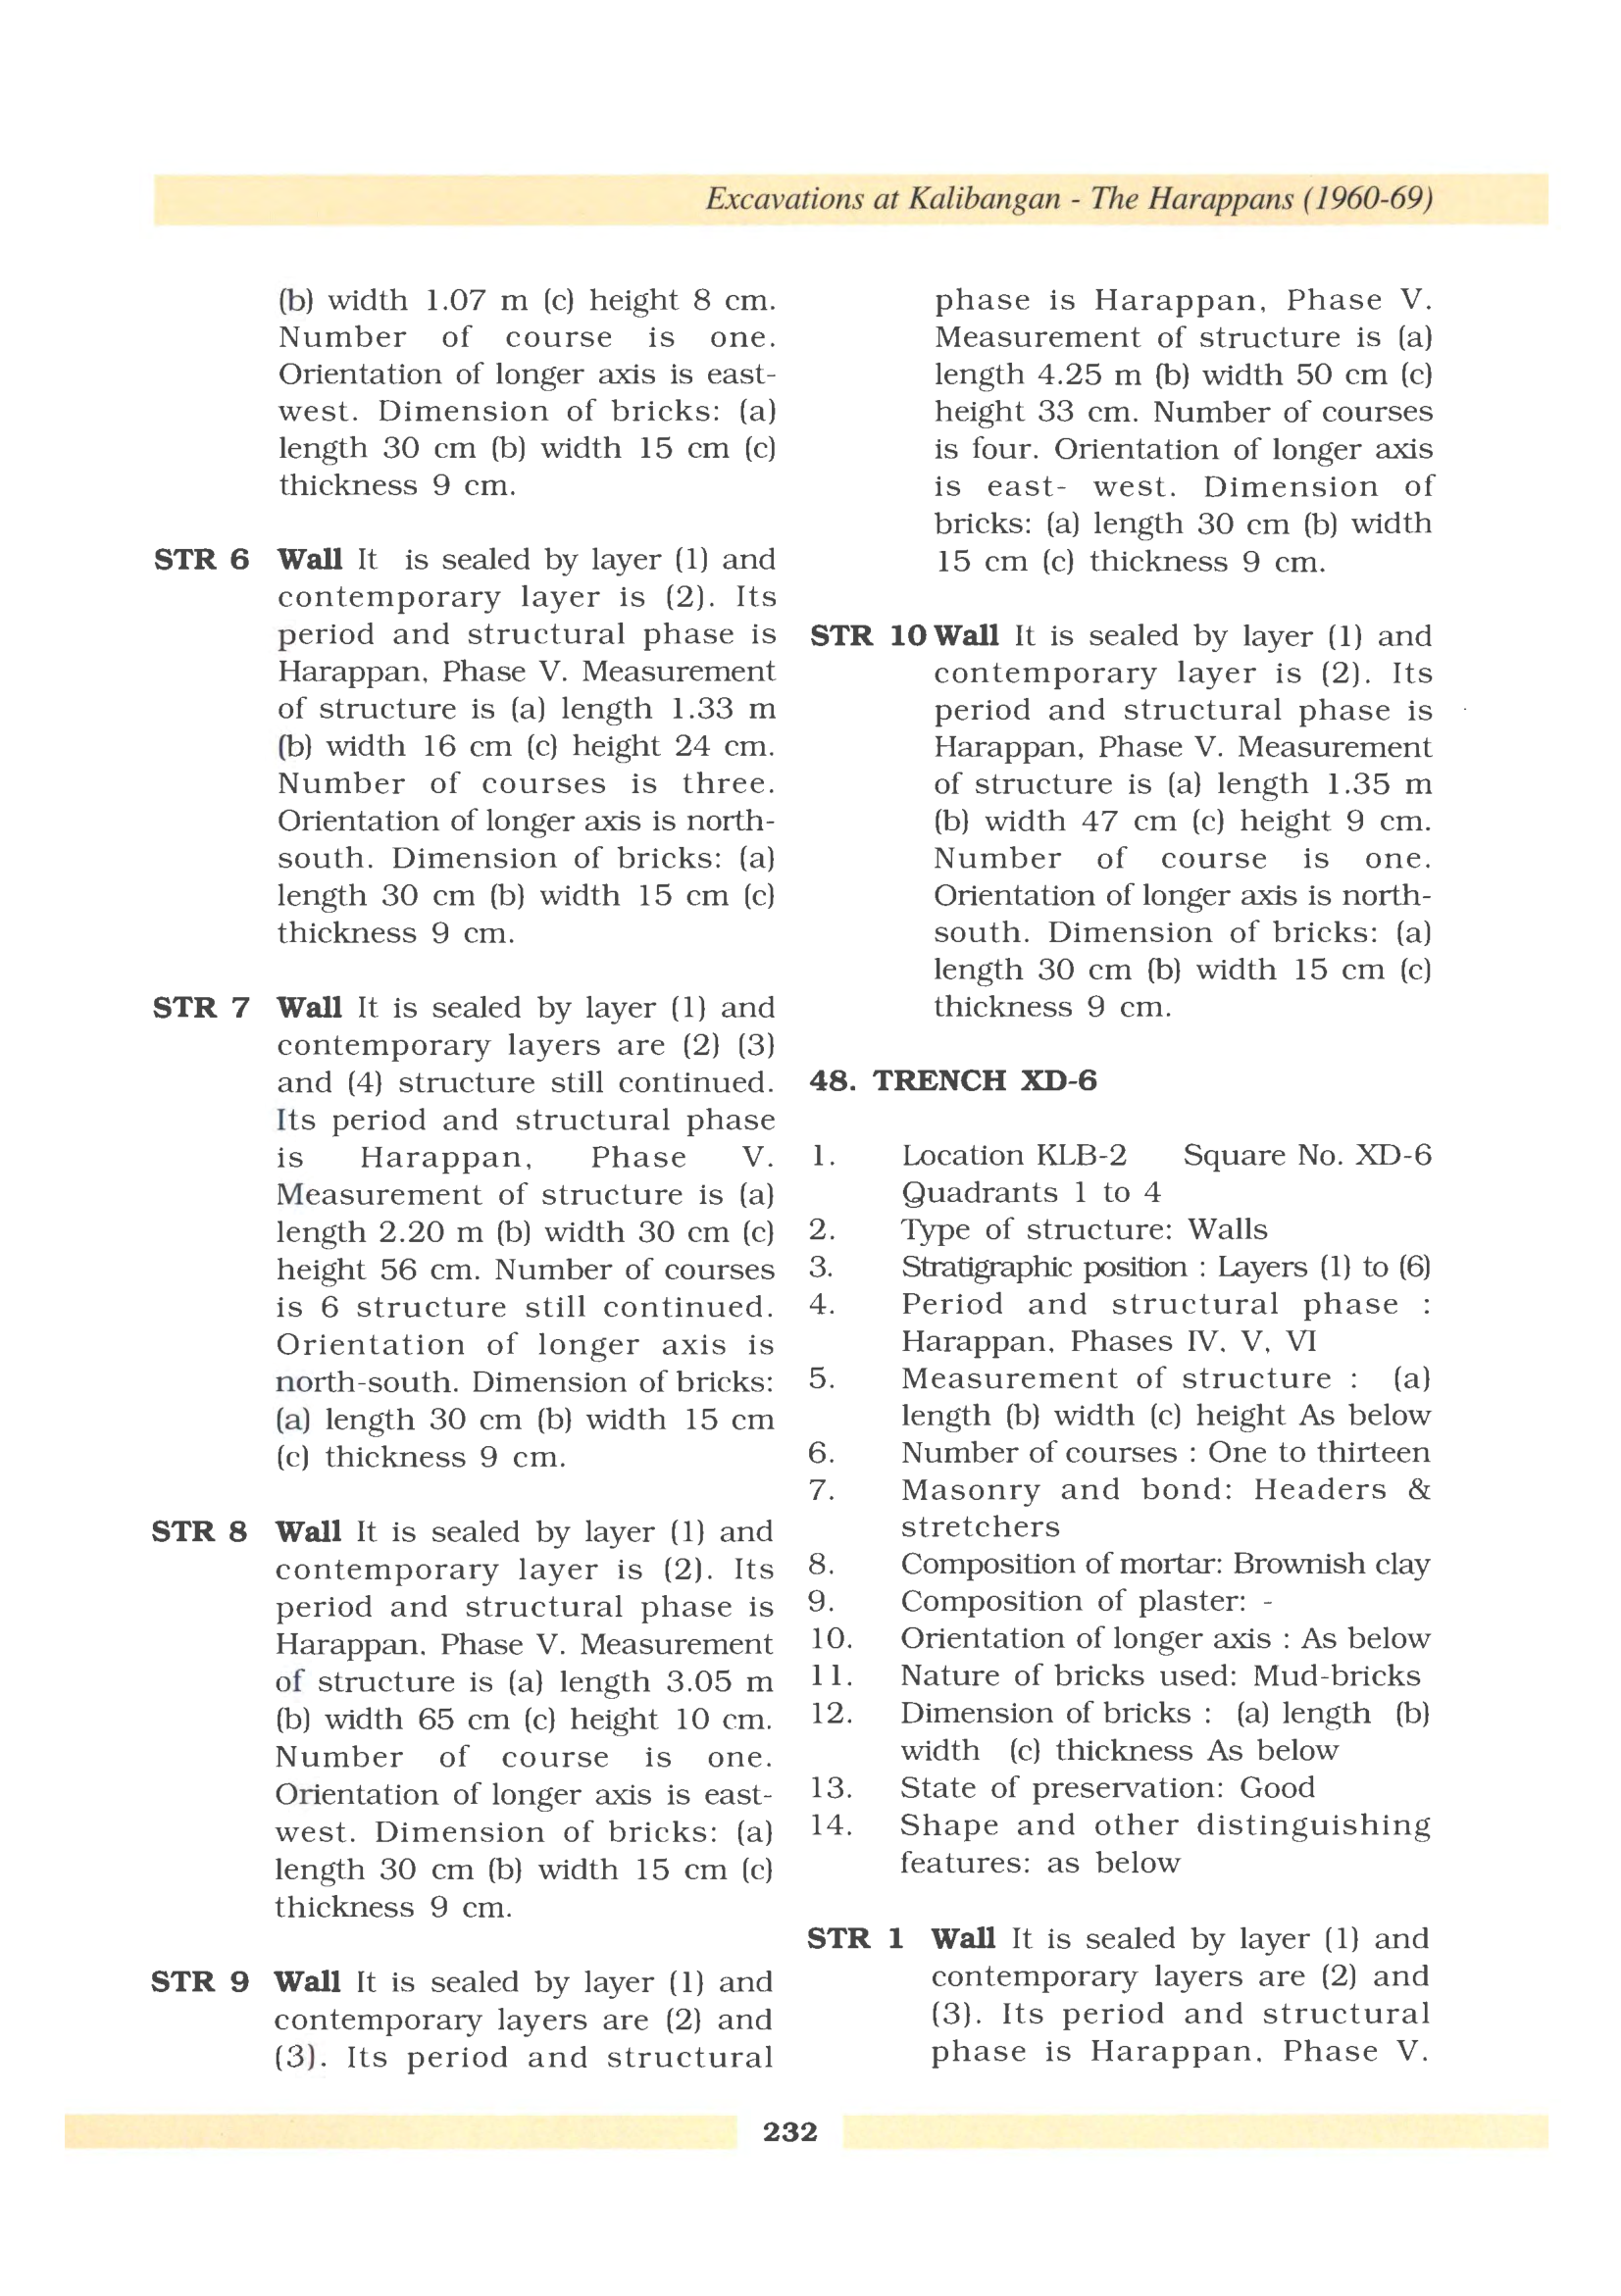 Excavations at Kalibangan - The Harappans (1960-69)
(b) width 1.07 m (c) height 8 cm.
Number of course is one.
Orientation of longer axis is east-
west. Dimension of bricks: (a)
length 30 cm (b) width 15 cm (c)
thickness 9 cm.
STR 6 Wall It is sealed by layer (1) and
contemporary layer is (2). Its
period and structural phase is
Harappan, Phase V. Measurement
of structure is (a) length 1.33 m
(b) width 16 cm (c) height 24 cm.
Number of courses is three.
Orientation of longer axis is north-
south. Dimension of bricks: (a)
length 30 cm (b) width 15 cm (c)
thickness 9 cm.
STR 7 Wall It is sealed by layer (1) and
contemporary layers are (2) (3)
and (4) structure still continued.
Its period and structural phase
is Harappan, Phase V.
Measurement of structure is (a)
length 2.20 m (b) width 30 cm (c)
height 56 cm. Number of courses
is 6 structure still continued.
Orientation of longer axis is
north-south. Dimension of bricks:
(a) length 30 cm (b) width 15 cm
(c) thickness 9 cm.
STR 8 Wall It is sealed by layer (1) and
contemporary layer is (2). Its
period and structural phase is
Harappan, Phase V. Measurement
of structure is (a) length 3.05 m
(b) width 65 cm (c) height 10 cm.
Number of course is one.
Orientation of longer axis is east-
west. Dimension of bricks: (a)
length 30 cm (b) width 15 cm (c)
thickness 9 cm.
STR 9 Wall It is sealed by layer (1) and
contemporary layers are (2) and
(3). Its period and structural
phase is Harappan, Phase V.
Measurement of structure is (a)
length 4.25 m (b) width 50 cm (c)
height 33 cm. Number of courses
is four. Orientation of longer axis
is east- west. Dimension of
bricks: (a) length 30 cm (b) width
15 cm (c) thickness 9 cm.
STR 10 Wall It is sealed by layer (1) and
contemporary layer is (2). Its
period and structural phase is
Harappan, Phase V. Measurement
of structure is (a) length 1.35 m
(b) width 47 cm (c) height 9 cm.
Number of course is one.
Orientation of longer axis is north-
south. Dimension of bricks: (a)
length 30 cm (b) width 15 cm (c)
thickness 9 cm.
48. TRENCH XD-6
1. Location KLB-2 Square No. XD-6
Quadrants 1 to 4
2. Type of structure: Walls
3. Stratigraphic position : Layers (1) to (6)
4. Period and structural phase :
Harappan, Phases IV, V, VI
5. Measurement of structure : (a)
length (b) width (c) height As below
6. Number of courses : One to thirteen
7. Masonry and bond: Headers &
stretchers
8. Composition of mortar: Brownish clay
9. Composition of plaster: -
10. Orientation of longer axis : As below
11. Nature of bricks used: Mud-bricks
12. Dimension of bricks : (a) length (b)
width (c) thickness As below
13. State of preservation: Good
14. Shape and other distinguishing
features: as below
STR 1 Wall It is sealed by layer (1) and
contemporary layers are (2) and
(3). Its period and structural
phase is Harappan, Phase V.
232